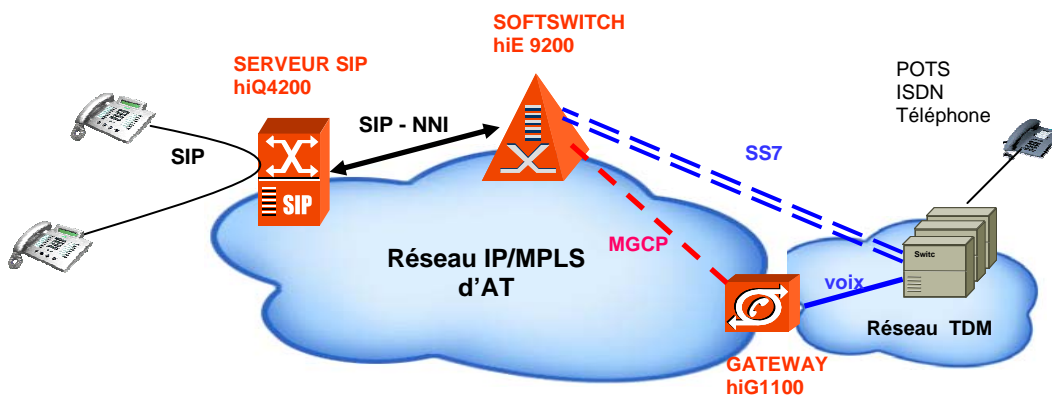 SOFTSWITCH
hiE 9200
SERVEUR SIP
hiQ4200
POTS
ISDN
Téléphone
SIP - NNI
SIP
SS7
SIP
MGCP
Réseau IP/MPLS
d'AT
Switc
voix
Réseau TDM
GATEWAY
hiG1100